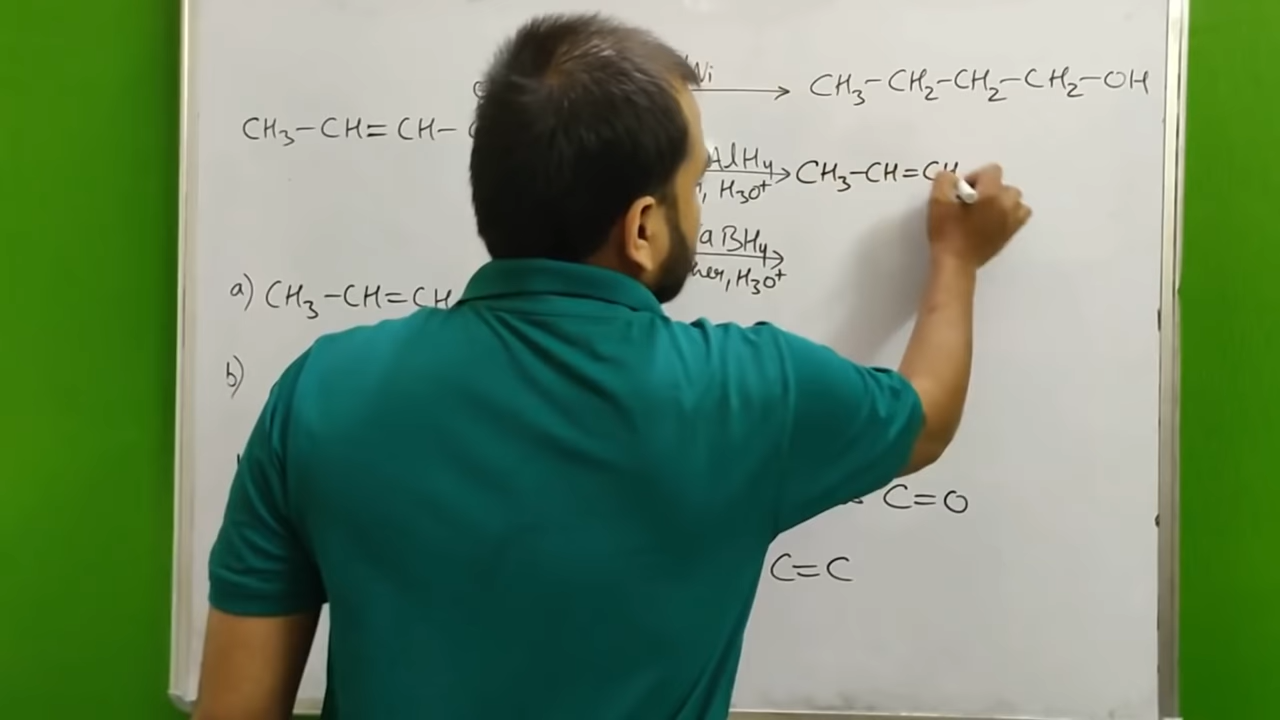 Ni
CH3-CH2-CH2-CH2-OH
CH3-CH=CH-
AlH4
CH3-CH=CH
H3O+
BH4
H3O+
a) CH3-CH=CH
b)
C=O
C=C